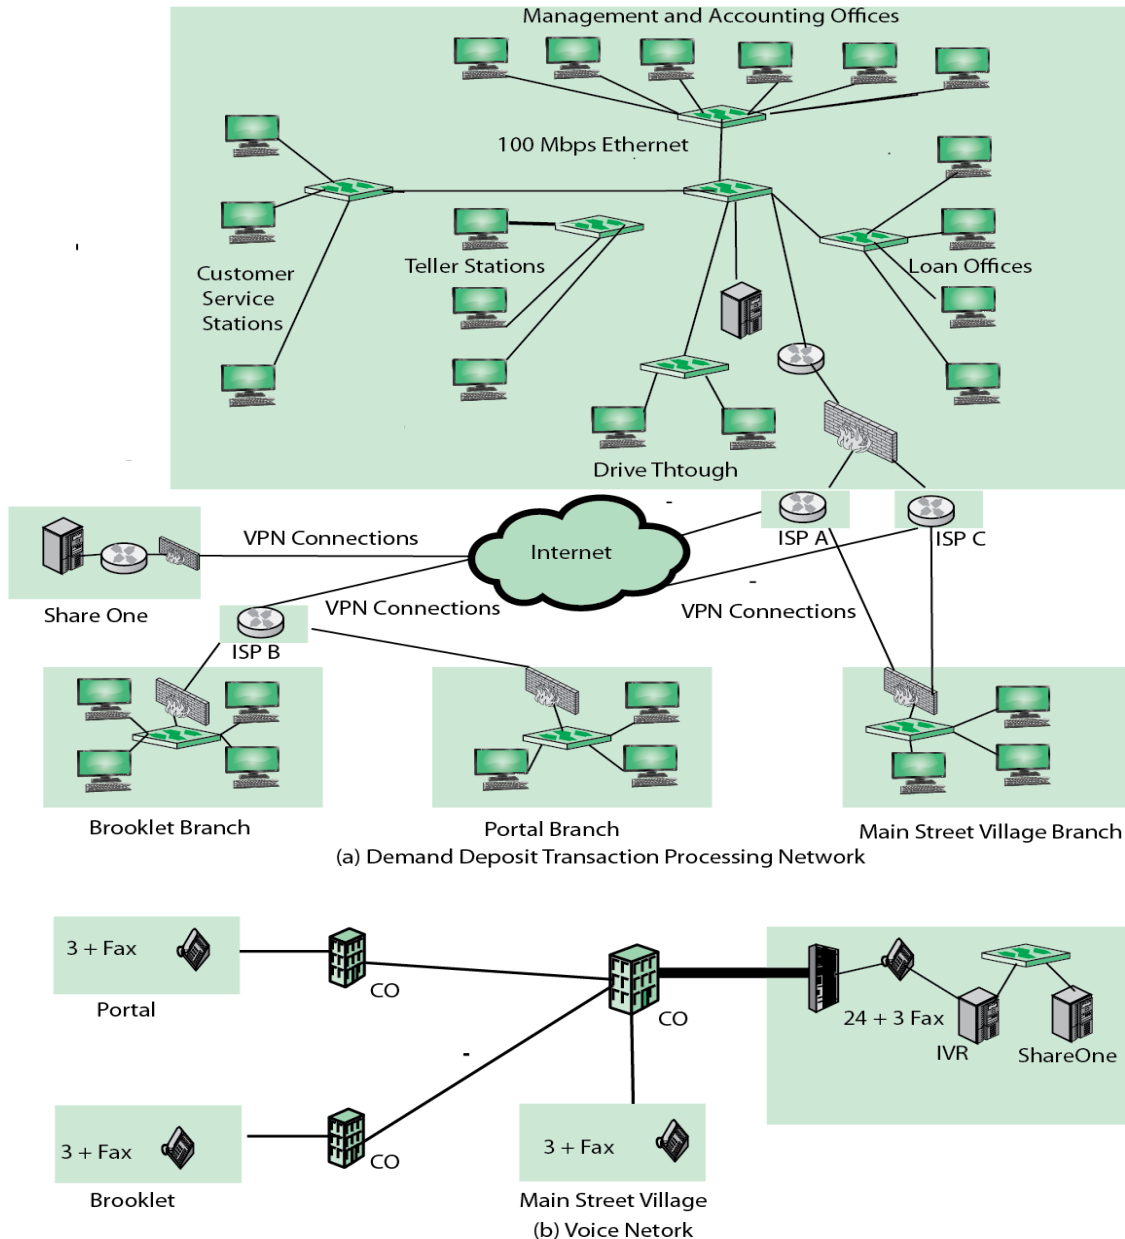 Management and Accounting Offices
100 Mbps Ethernet
Customer
Service
Stations
Teller Stations
Loan Offices
Drive Thtough
VPN Connections
Internet
ISP A
ISP C
Share One
VPN Connections
VPN Connections
ISP B
Brooklet Branch
Portal Branch
Main Street Village Branch
(a) Demand Deposit Transaction Processing Network
3 + Fax
Portal
CO
CO
24 + 3 Fax
IVR
ShareOne
3 + Fax
Brooklet
CO
3 + Fax
Main Street Village
(b) Voice Netork